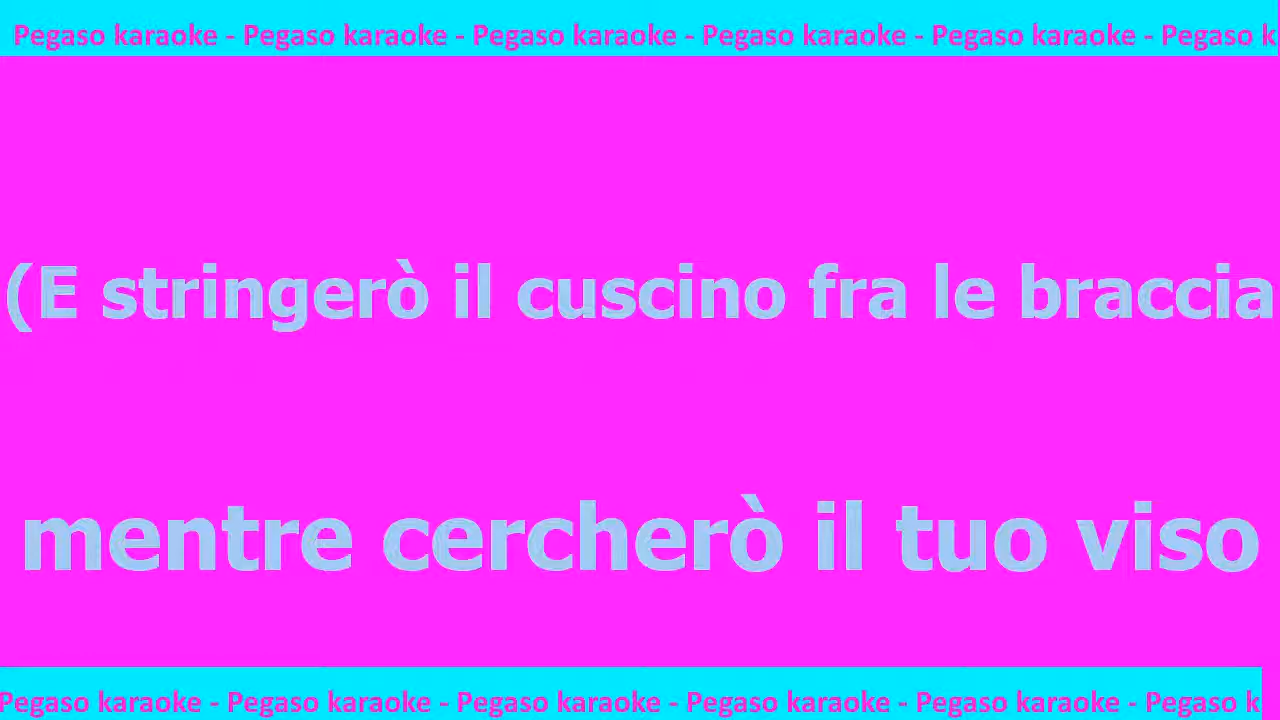 Pegaso karaoke - Pegaso karaoke - Pegaso karaoke - Pegaso karaoke - Pegaso karaoke - Pegaso k
(E stringerò il cuscino fra le braccia
mentre cercherò il tuo viso
Pegaso karaoke - Pegaso karaoke - Pegaso karaoke - Pegaso karaoke - Pegaso karaoke - Pegaso k